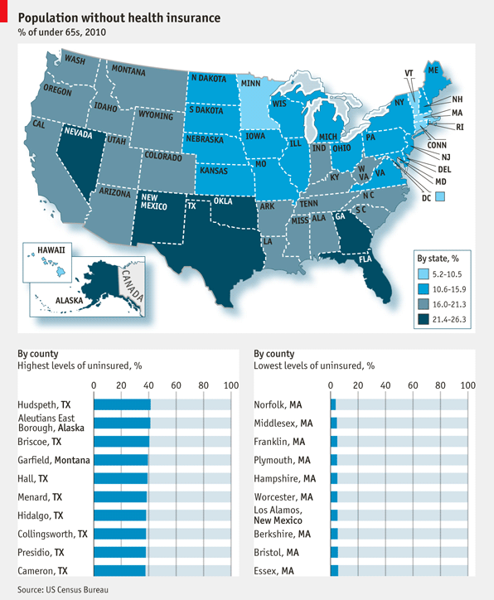 Population without health insurance
% of under 65s, 2010
WASH
MONTANA
N DAKOTA
MINN
VT
ME
OREGON
IDAHO
S DAKOTA
WIS
NY
NH
MA
RI
WYOMING
MICH
CAL
NEVADA
UTAH
NEBRASKA
IOWA
ILL
IND
OHIO
PA
CONN
NJ
DEL
MD
DC
COLORADO
KANSAS
MO
KY
W
VA
VA
ARIZONA
NEW
MEXICO
TX
OKLA
ARK
TENN
N C
S C
MISS
ALA
GA
LA
FLA
HAWAII
ALASKA
CANADA
By state, %
5.2-10.5
10.6-15.9
16.0-21.3
21.4-26.3
By county
Highest levels of uninsured, %
0 20 40 60 80 100
Hudspeth, TX
Aleutians East
Borough, Alaska
Briscoe, TX
Garfield, Montana
Hall, TX
Menard, TX
Hidalgo, TX
Collingsworth, TX
Presidio, TX
Cameron, TX
By county
Lowest levels of uninsured, %
0 20 40 60 80 100
Norfolk, MA
Middlesex, MA
Franklin, MA
Plymouth, MA
Hampshire, MA
Worcester, MA
Los Alamos,
New Mexico
Berkshire, MA
Bristol, MA
Essex, MA
Source: US Census Bureau